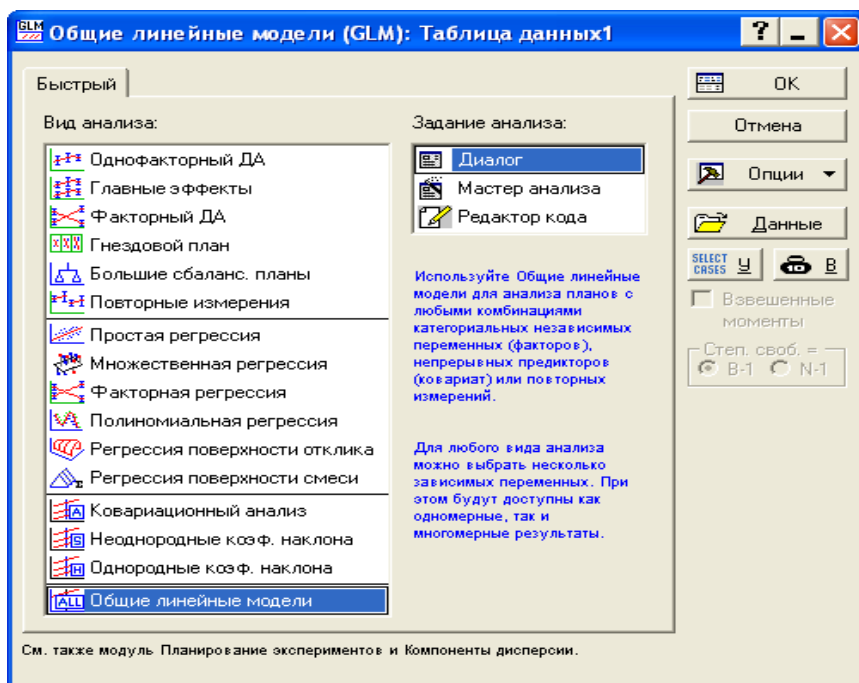 GLM Общие линейные модели (GLM): Таблица данных1
Быстрый
Вид анализа:
Однофакторный ДА
Главные эффекты
Факторный ДА
Гнездовой план
Большие сбаланс. планы
Повторные измерения
Простая регрессия
Множественная регрессия
Факторная регрессия
Полиномиальная регрессия
Регрессия поверхности отклика
Регрессия поверхности смеси
Ковариационный анализ
Неоднородные коэф. наклона
Однородные коэф. наклона
ALL Общие линейные модели
Задание анализа:
Диалог
Мастер анализа
Редактор кода
Используйте Общие линейные
модели для анализа планов с
любыми комбинациями
категориальных независимых
переменных (факторов),
непрерывных предикторов
(ковариат) или повторных
измерений.
Для любого вида анализа
можно выбрать несколько
зависимых переменных. При
этом будут доступны как
одномерные, так и
многомерные результаты.
OK
Отмена
Опции
Данные
SELECT CASES У В
Взвешенные
моменты
Степ. своб. =
В-1 N-1
См. также модуль Планирование экспериментов и Компоненты дисперсии.